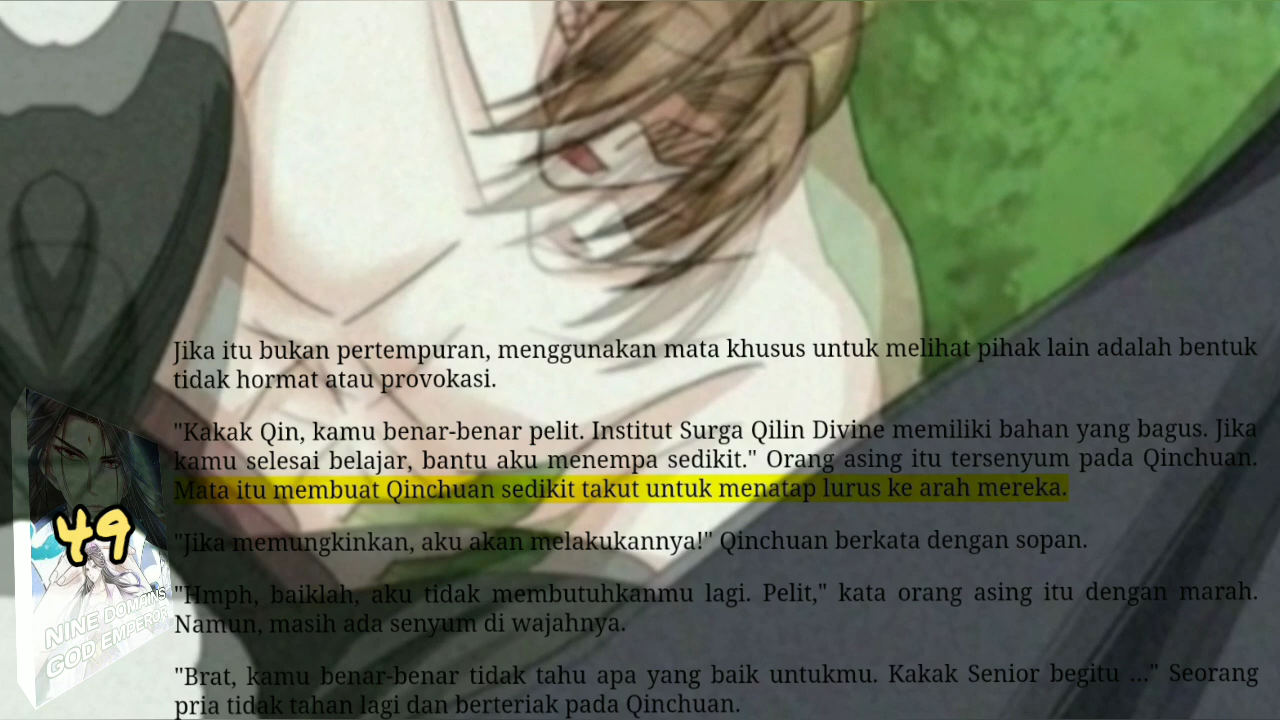 Jika itu bukan pertempuran, menggunakan mata khusus untuk melihat pihak lain adalah bentuk
tidak hormat atau provokasi.
"Kakak Qin, kamu benar-benar pelit. Institut Surga Qilin Divine memiliki bahan yang bagus. Jika
kamu selesai belajar, bantu aku menempa sedikit." Orang asing itu tersenyum pada Qinchuan.
Mata itu membuat Qinchuan sedikit takut untuk menatap lurus ke arah mereka.
"Jika memungkinkan, aku akan melakukannya!" Qinchuan berkata dengan sopan.
"Hmph, baiklah, aku tidak membutuhkanmu lagi. Pelit," kata orang asing itu dengan marah.
Namun, masih ada senyum di wajahnya.
"Brat, kamu benar-benar tidak tahu apa yang baik untukmu. Kakak Senior begitu ..." Seorang
pria tidak tahan lagi dan berteriak pada Qinchuan.
49
NINE DOMAINS
GOD EMPEROR